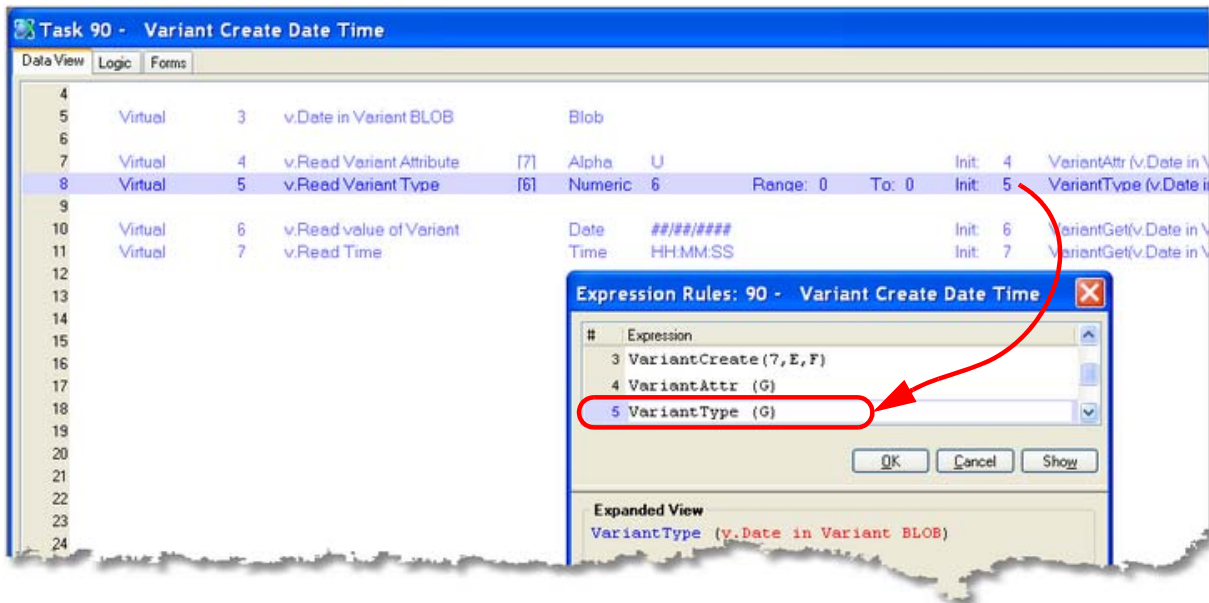 Task 90 - Variant Create Date Time
Data View Logic Forms
4
5 Virtual 3 v.Date in Variant BLOB Blob
6
7 Virtual 4 v.Read Variant Attribute [7] Alpha U Init: 4 VariantAttr (v.Date in V
8 Virtual 5 v.Read Variant Type [6] Numeric 6 Range: 0 To: 0 Init: 5 VariantType (v.Date i
9
10 Virtual 6 v.Read value of Variant Date ##/##/#### Init: 6 VariantGet(v.Date in V
11 Virtual 7 v.Read Time Time HH:MM:SS Init: 7 VariantGet(v.Date in V
12
13
14
15
16
17
18
19
20
21
22
23
24
Expression Rules: 90 - Variant Create Date Time
# Expression
3 VariantCreate(7,E,F)
4 VariantAttr (G)
5 VariantType (G)
OK Cancel Show
Expanded View
VariantType (v.Date in Variant BLOB)